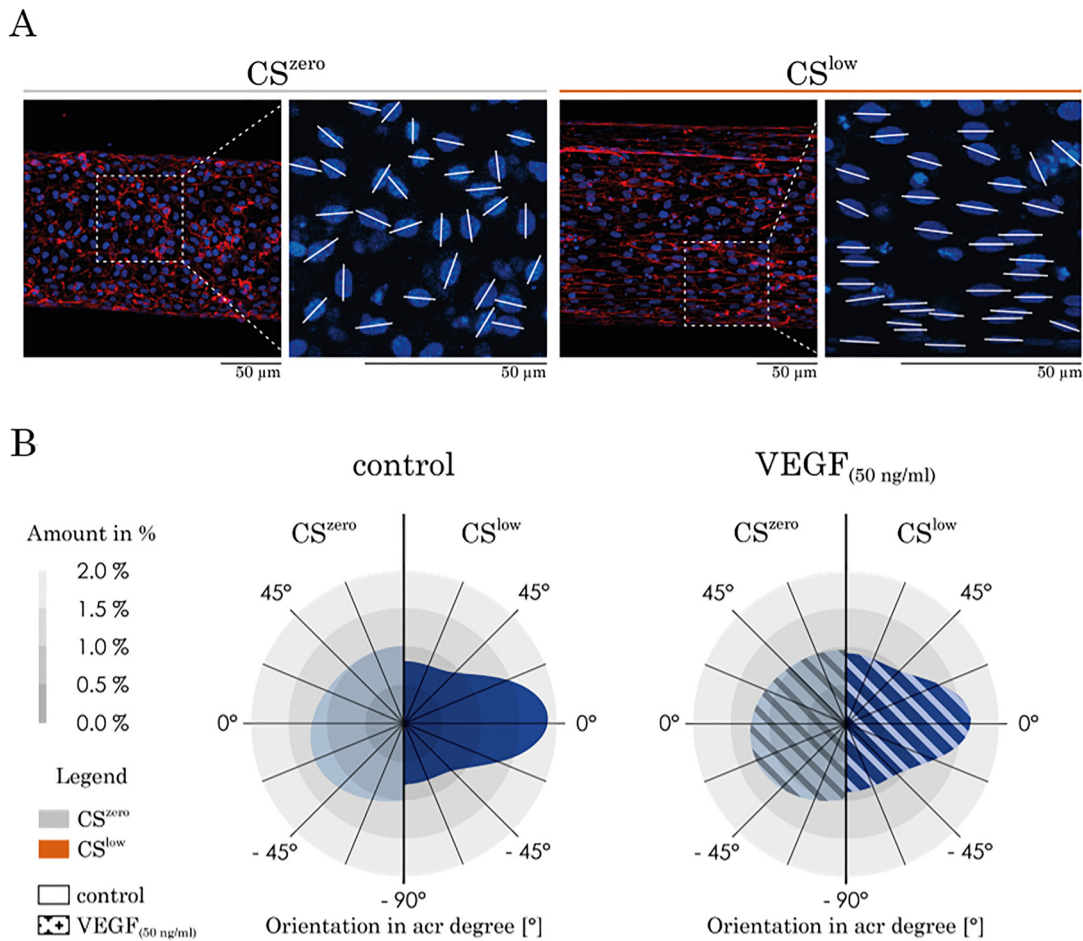 A
CS^zero
CS^low
50 µm
50 µm
50 µm
50 µm
B
control
VEGF(50 ng/ml)
Amount in %
2.0 %
1.5 %
1.0 %
0.5 %
0.0 %
Legend
CS^zero
CS^low
control
VEGF(50 ng/ml)
CS^zero
CS^low
45°
45°
0°
0°
- 45°
- 45°
- 90°
Orientation in acr degree [°]
CS^zero
CS^low
45°
45°
0°
0°
- 45°
- 45°
- 90°
Orientation in acr degree [°]